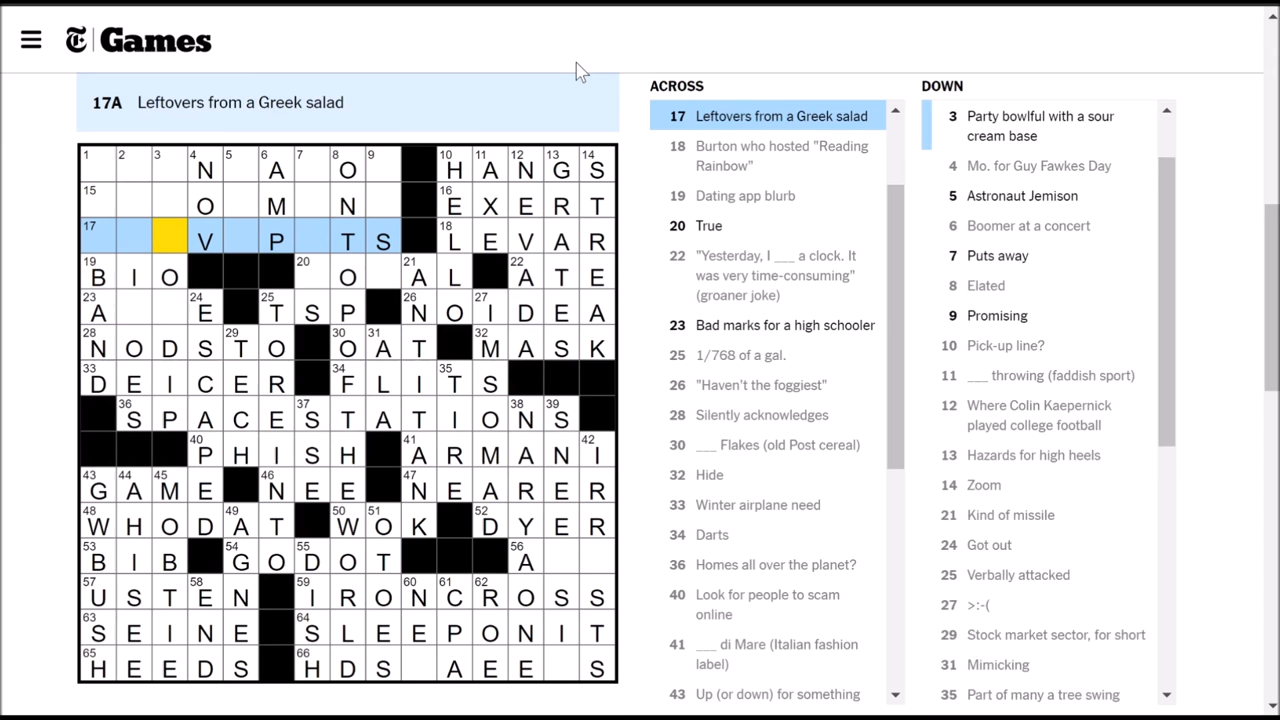 Games
17A Leftovers from a Greek salad
ACROSS
17 Leftovers from a Greek salad
18 Burton who hosted "Reading
Rainbow"
19 Dating app blurb
20 True
22 "Yesterday, I ___ a clock. It
was very time-consuming"
(groaner joke)
23 Bad marks for a high schooler
25 1/768 of a gal.
26 "Haven't the foggiest"
28 Silently acknowledges
30 ___ Flakes (old Post cereal)
32 Hide
33 Winter airplane need
34 Darts
36 Homes all over the planet?
40 Look for people to scam
online
41 ___ di Mare (Italian fashion
label)
43 Up (or down) for something
DOWN
3 Party bowlful with a sour
cream base
4 Mo. for Guy Fawkes Day
5 Astronaut Jemison
6 Boomer at a concert
7 Puts away
8 Elated
9 Promising
10 Pick-up line?
11 ___ throwing (faddish sport)
12 Where Colin Kaepernick
played college football
13 Hazards for high heels
14 Zoom
21 Kind of missile
24 Got out
25 Verbally attacked
27 >:-(
29 Stock market sector, for short
31 Mimicking
35 Part of many a tree swing
1 2 3 4 5 6 7 8 9 10 11 12 13 14
N A O H A N G S
15 16
O M N E X E R T
17 18
V P T S L E V A R
19 20 21 22
B I O O A L A T E
23 24 25 26 27
A E T S P N O I D E A
28 29 30 31 32
N O D S T O O A T M A S K
33 34 35
D E I C E R F L I T S
36 37 38 39
S P A C E S T A T I O N S
40 41 42
P H I S H A R M A N I
43 44 45 46 47
G A M E N E E N E A R E R
48 49 50 51 52
W H O D A T W O K D Y E R
53 54 55 56
B I B G O D O T A
57 58 59 60 61 62
U S T E N I R O N C R O S S
63 64
S E I N E S L E E P O N I T
65 66
H E E D S H D S A E E S